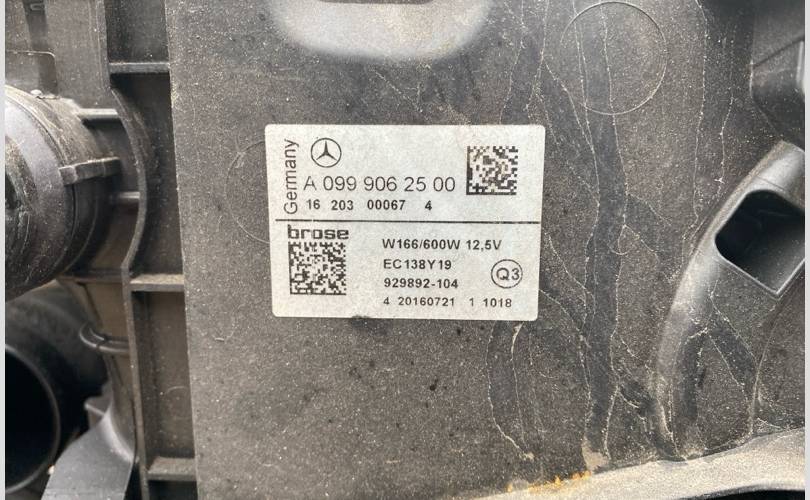 Germany
A 099 906 25 00
16 203 00067 4
brose
W166/600W 12,5V
EC138Y19
Q3
929892-104
4 20160721 1 1018